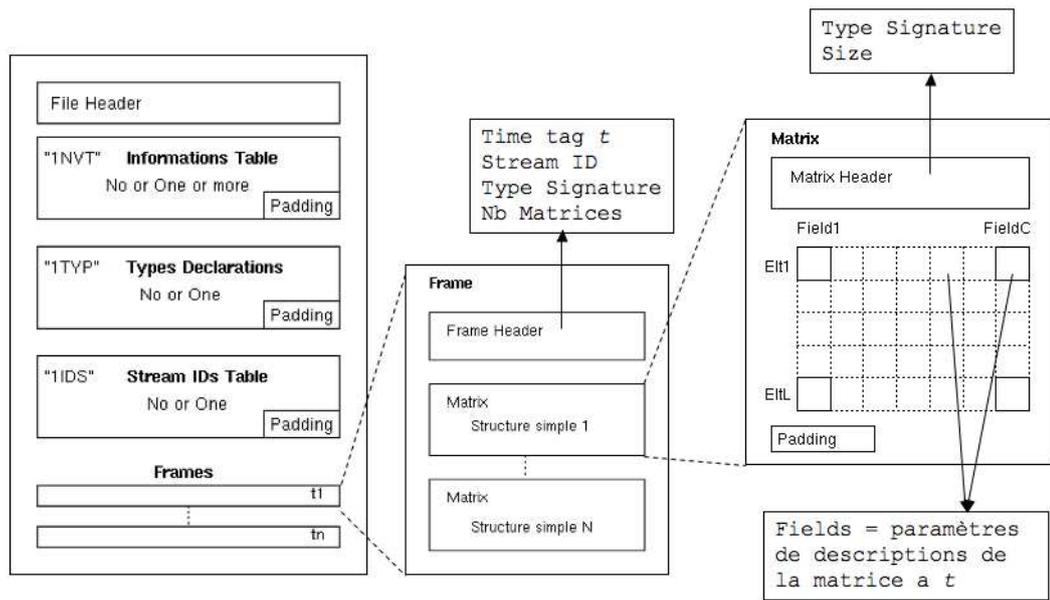 File Header
"1NVT" Informations Table
No or One or more
Padding
"1TYP" Types Declarations
No or One
Padding
"1IDS" Stream IDs Table
No or One
Padding
Frames
t1
tn
Time tag t
Stream ID
Type Signature
Nb Matrices
Frame
Frame Header
Matrix
Structure simple 1
Matrix
Structure simple N
Type Signature
Size
Matrix
Matrix Header
Field1 FieldC
Elt1
EltL
Padding
Fields = paramètres
de descriptions de
la matrice a t